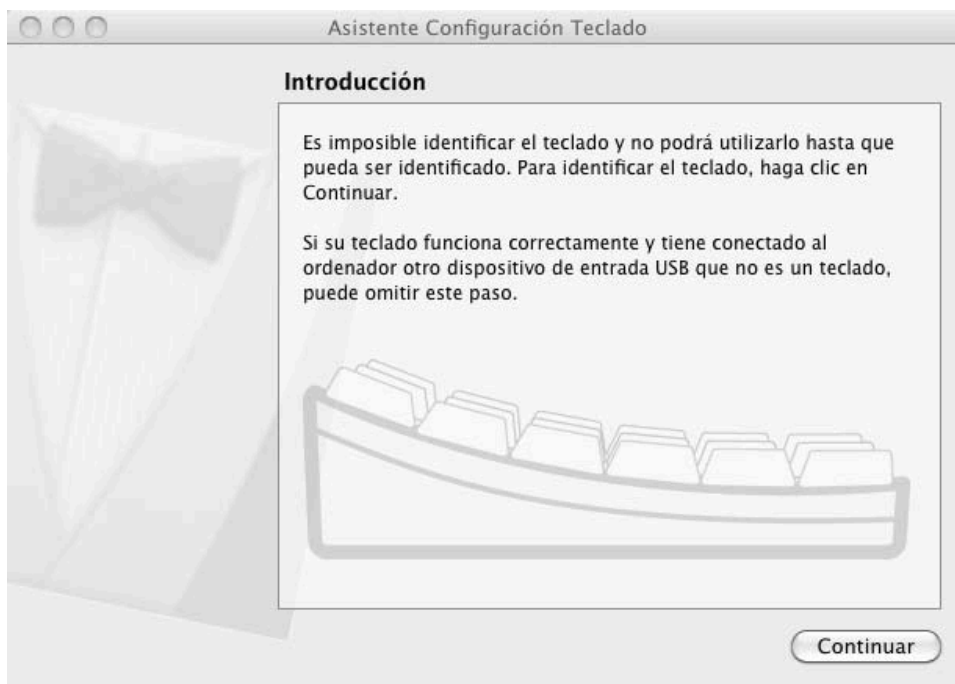 Asistente Configuración Teclado
Introducción
Es imposible identificar el teclado y no podrá utilizarlo hasta que
pueda ser identificado. Para identificar el teclado, haga clic en
Continuar.
Si su teclado funciona correctamente y tiene conectado al
ordenador otro dispositivo de entrada USB que no es un teclado,
puede omitir este paso.
Continuar